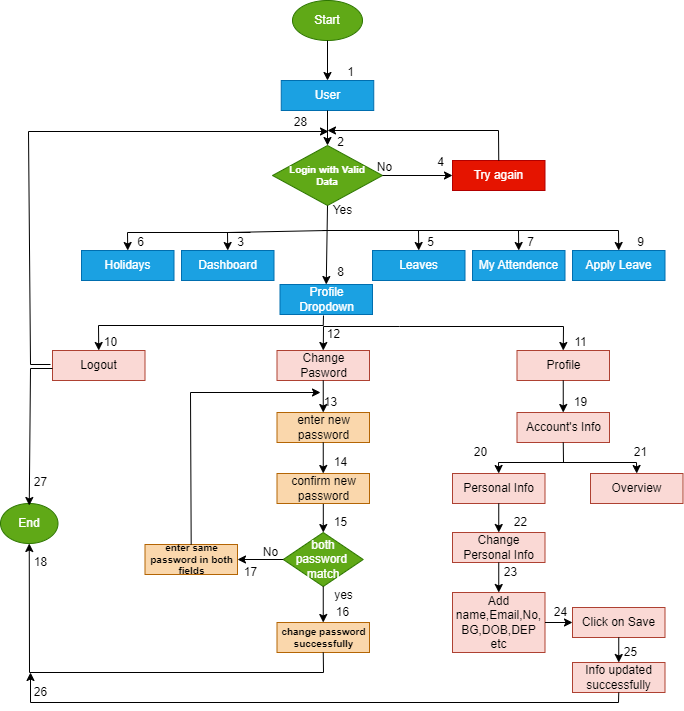 Start
1
User
28
2
Login with Valid
Data
No
4
Try again
Yes
6
3
5
7
9
Holidays
Dashboard
Leaves
My Attendence
Apply Leave
8
Profile
Dropdown
10
12
11
Logout
Change
Pasword
Profile
13
19
enter new
password
Account's Info
14
20
21
confirm new
password
Personal Info
Overview
27
15
22
End
both
password
match
Change
Personal Info
18
No
enter same
password in both
fields
17
23
yes
16
Add
name,Email,No,
BG,DOB,DEP
etc
24
Click on Save
change password
successfully
25
Info updated
successfully
26